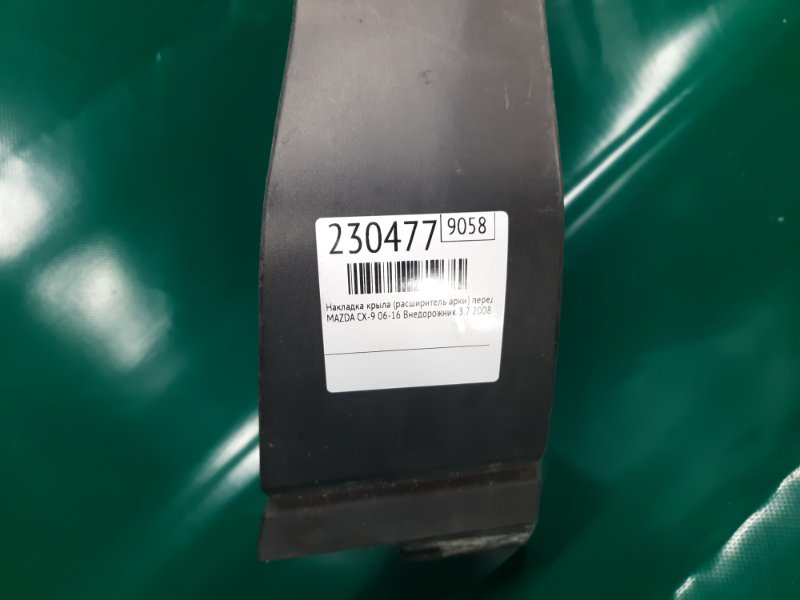 230477 9058
Накладка крыла (расширитель арки) перед
MAZDA CX-9 06-16 Внедорожник 3.7 2008